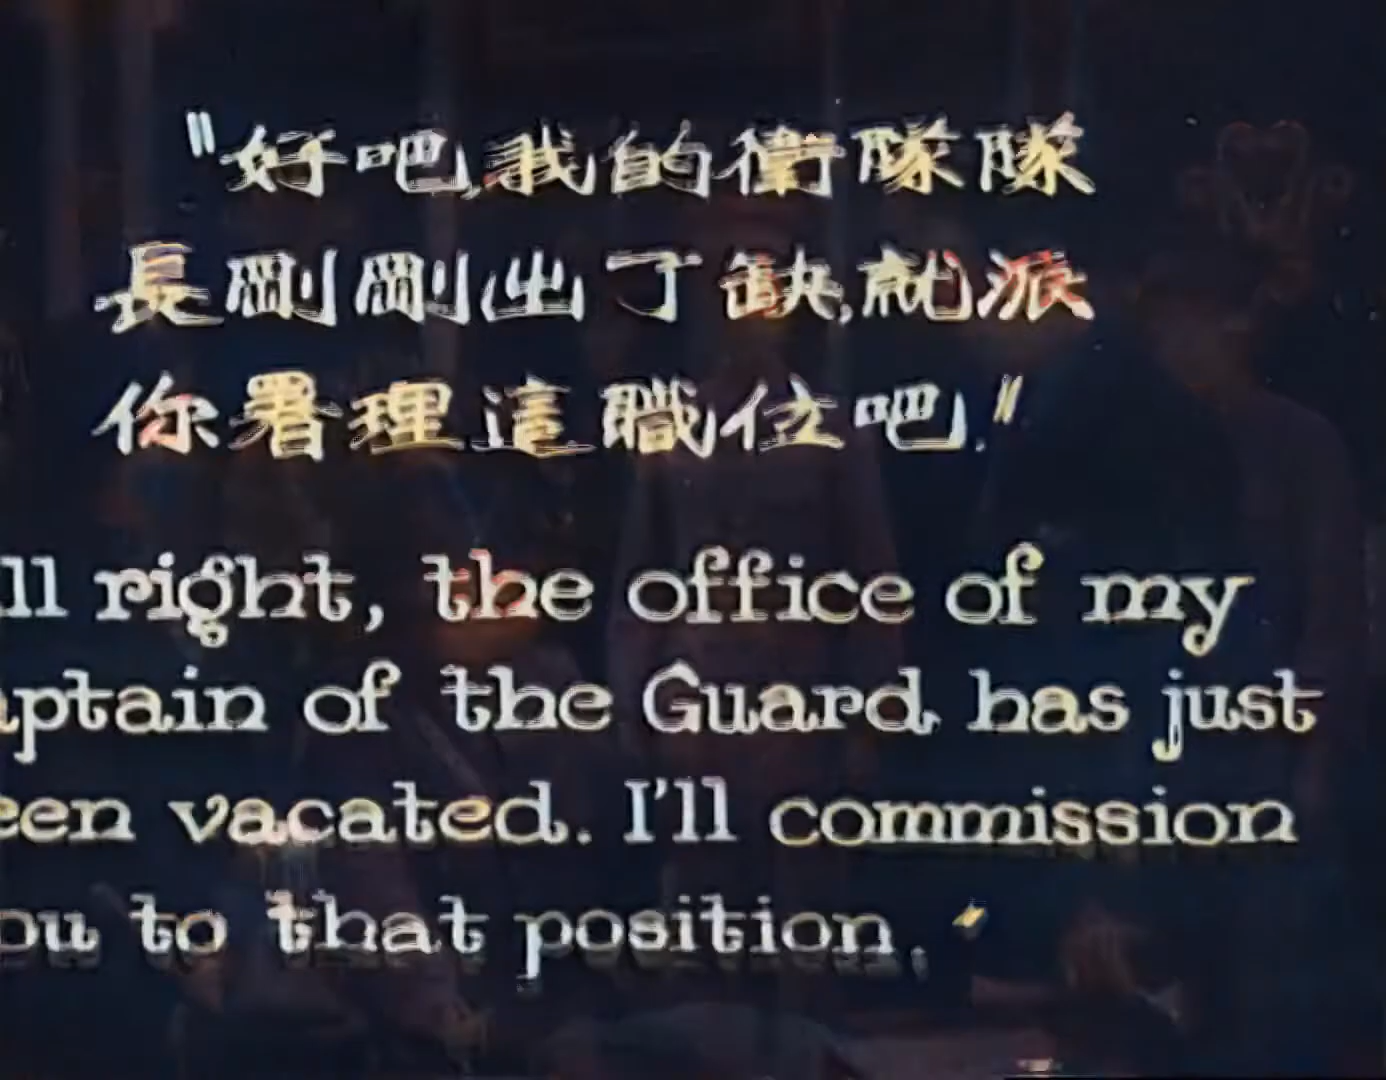 "好吧,我的衛隊隊
長剛剛出了缺,就派
你署理這職位吧."
ll right, the office of my
aptain of the Guard has just
een vacated. I'll commission
ou to that position."